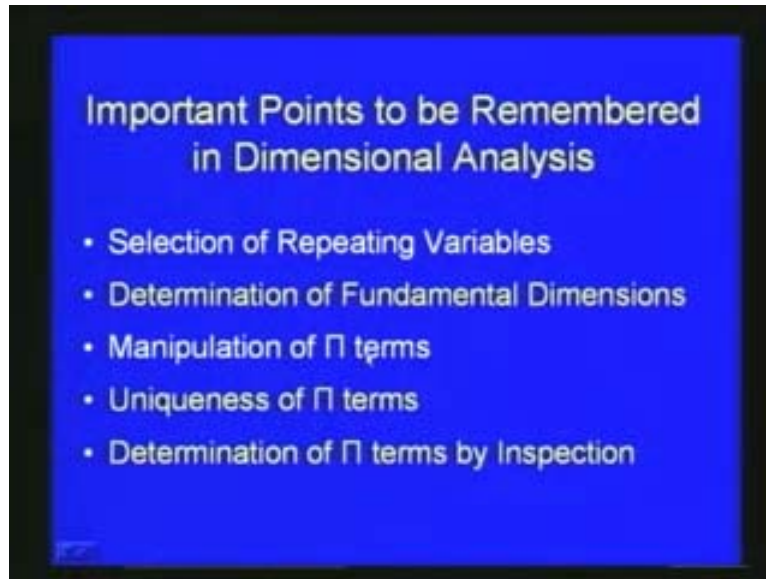 Important Points to be Remembered
in Dimensional Analysis
• Selection of Repeating Variables
• Determination of Fundamental Dimensions
• Manipulation of Π terms
• Uniqueness of Π terms
• Determination of Π terms by Inspection